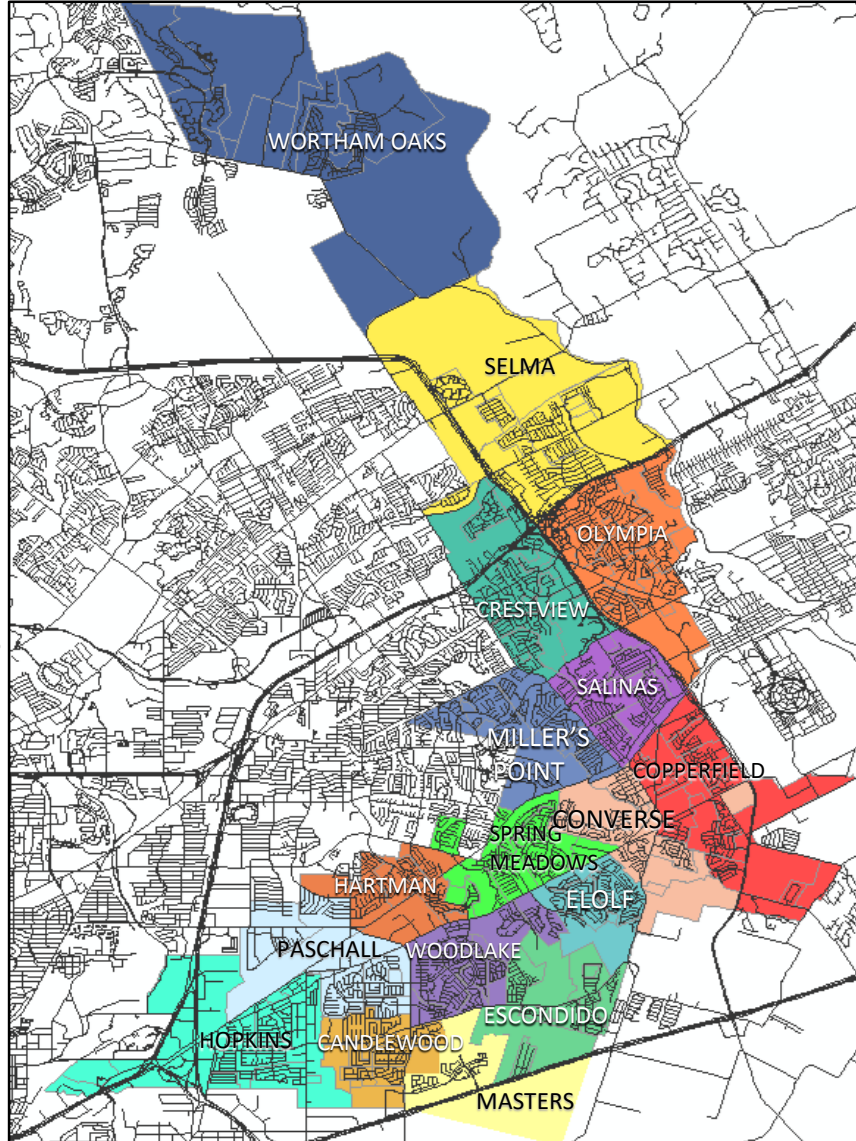 WORTHAM OAKS
SELMA
OLYMPIA
CRESTVIEW
SALINAS
MILLER'S
POINT
COPPERFIELD
CONVERSE
SPRING
MEADOWS
HARTMAN
ELOLF
PASCHALL
WOODLAKE
ESCONDIDO
HOPKINS
CANDLEWOOD
MASTERS